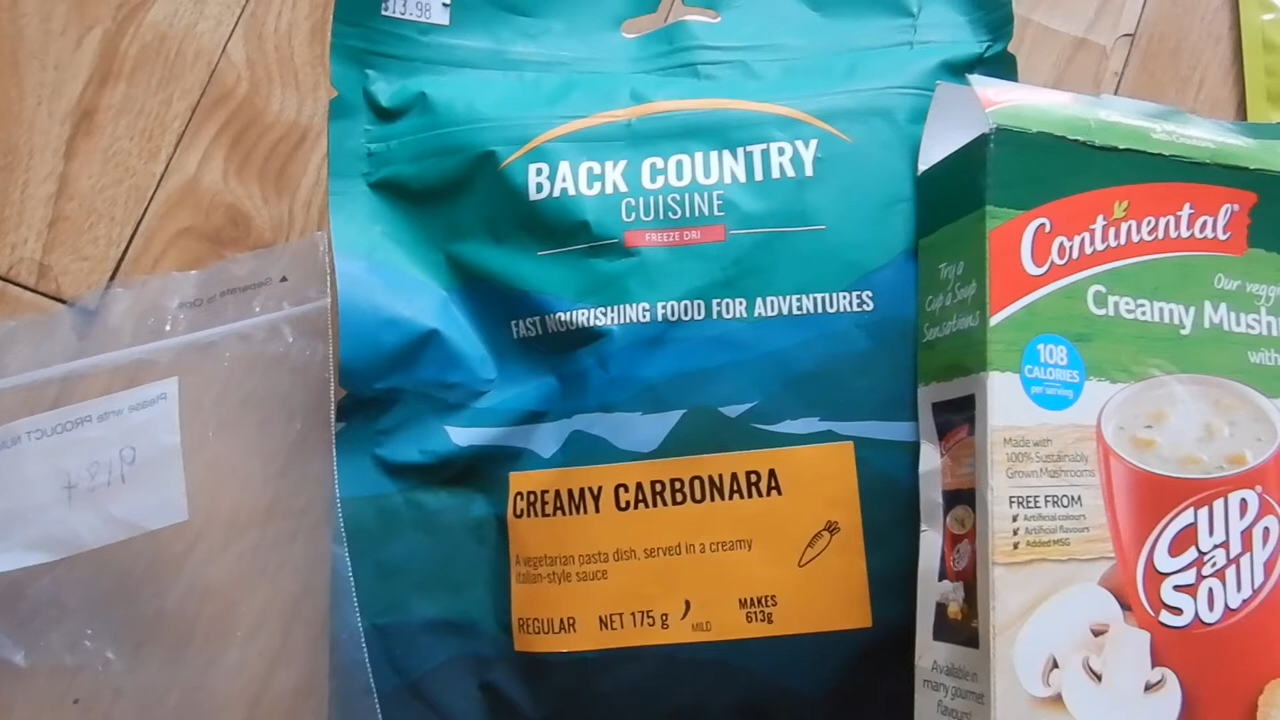 $13.98
BACK COUNTRY
CUISINE
FREEZE DRI
FAST NOURISHING FOOD FOR ADVENTURES
CREAMY CARBONARA
A vegetarian pasta dish, served in a creamy
italian-style sauce
REGULAR NET 175 g MILD MAKES
613g
Separate to
Please write PRODUCT
Continental
Our
Creamy
with
108
CALORIES
per serving
Made with
100% Sustainably
Grown Mushrooms
FREE FROM
Artificial colours
Artificial flavours
Added MSG
CUP
a
SOUP
Try a
Cup a Soup
Sensations
Available in
many gourmet
flavours!